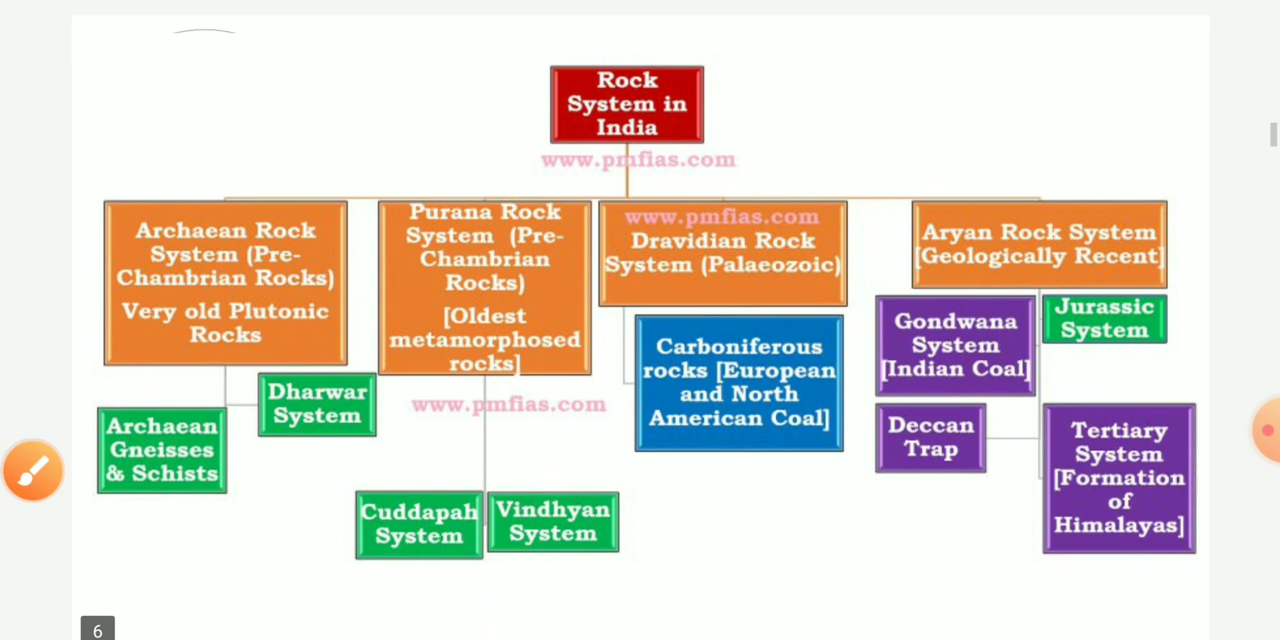 Rock
System in
India
www.pmfias.com
Archaean Rock
System (Pre-
Chambrian Rocks)
Very old Plutonic
Rocks
Purana Rock
System (Pre-
Chambrian
Rocks)
[Oldest
metamorphosed
rocks]
www.pmfias.com
Dravidian Rock
System (Palaeozoic)
Aryan Rock System
[Geologically Recent]
Archaean
Gneisses
& Schists
Dharwar
System
www.pmfias.com
Cuddapah
System
Vindhyan
System
Carboniferous
rocks [European
and North
American Coal]
Gondwana
System
[Indian Coal]
Jurassic
System
Deccan
Trap
Tertiary
System
[Formation
of
Himalayas]
6